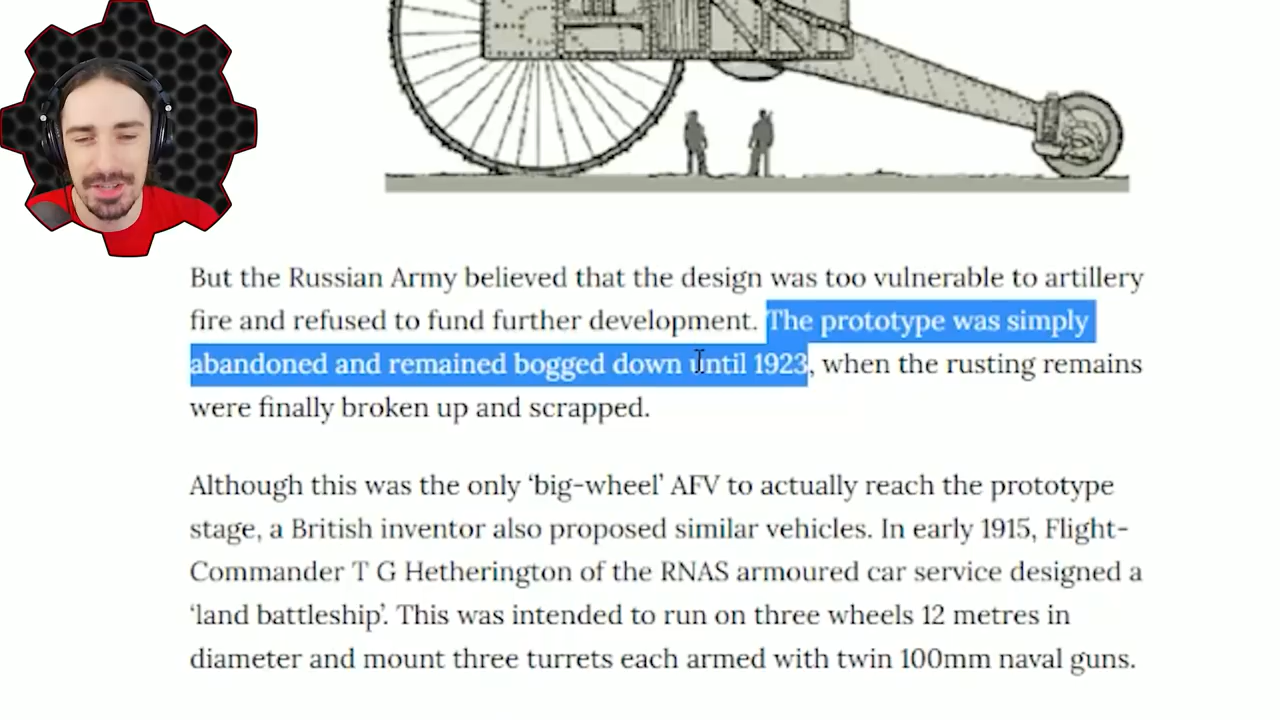 But the Russian Army believed that the design was too vulnerable to artillery
fire and refused to fund further development. The prototype was simply
abandoned and remained bogged down until 1923, when the rusting remains
were finally broken up and scrapped.
Although this was the only ‘big-wheel’ AFV to actually reach the prototype
stage, a British inventor also proposed similar vehicles. In early 1915, Flight-
Commander T G Hetherington of the RNAS armoured car service designed a
‘land battleship’. This was intended to run on three wheels 12 metres in
diameter and mount three turrets each armed with twin 100mm naval guns.